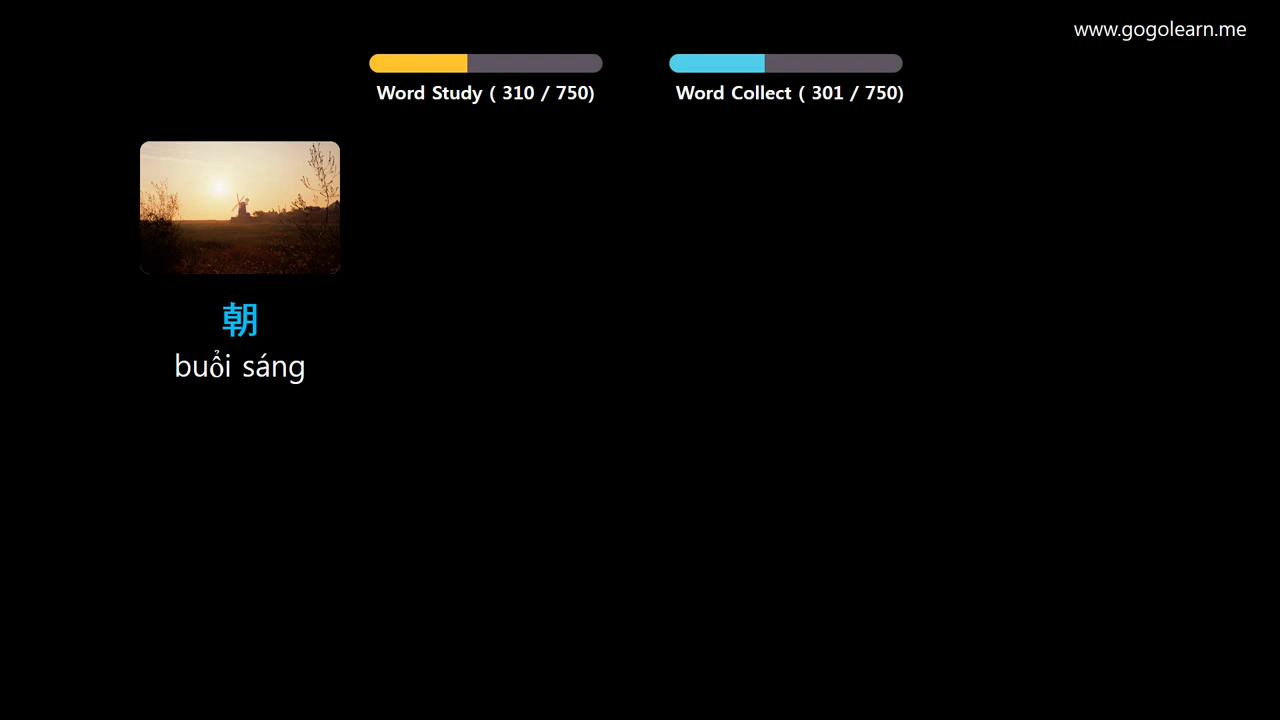 www.gogolearn.me
Word Study ( 310 / 750)
Word Collect ( 301 / 750)
朝
buổi sáng